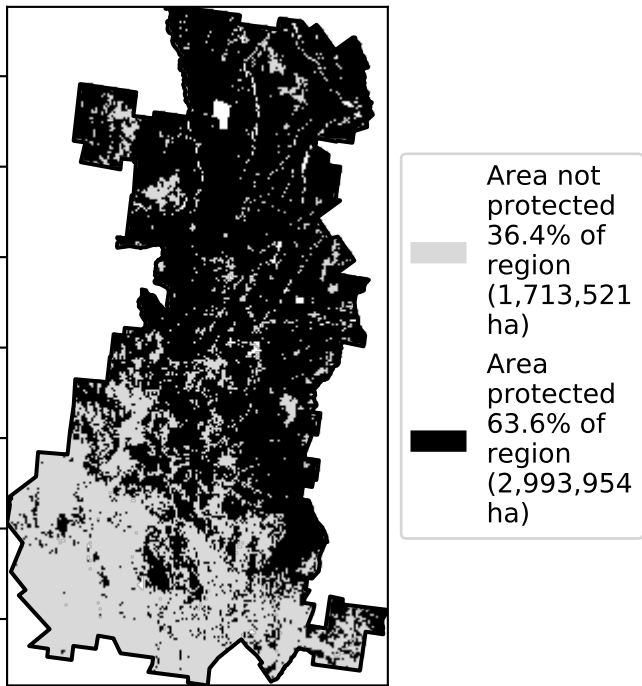 Area not
protected
36.4% of
region
(1,713,521
ha)
Area
protected
63.6% of
region
(2,993,954
ha)